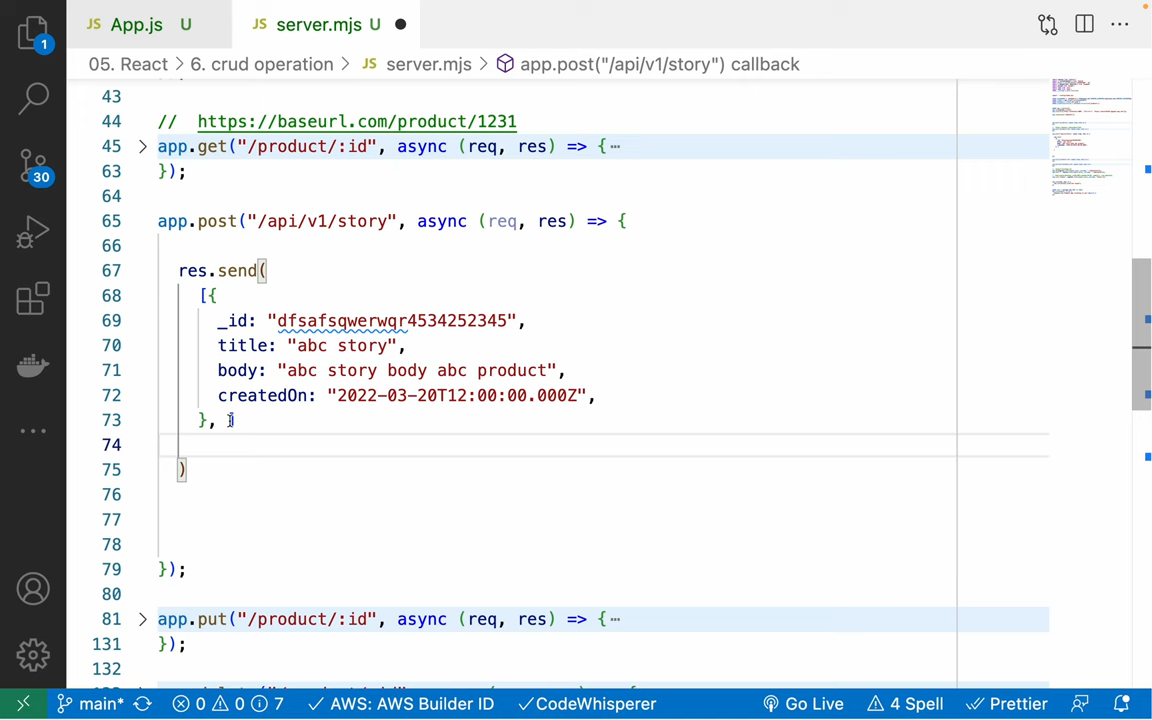 JS App.js U
JS server.mjs U
1
05. React > 6. crud operation > JS server.mjs > app.post("/api/v1/story") callback
43
44 // https://baseurl.com/product/1231
45 > app.get("/product/:id", async (req, res) => {⋯
63 });
64
65 app.post("/api/v1/story", async (req, res) => {
66
67 res.send(
68 [{
69 _id: "dfsafsqwerwqr4534252345",
70 title: "abc story",
71 body: "abc story body abc product",
72 createdOn: "2022-03-20T12:00:00.000Z",
73 },
74
75 )
76
77
78
79 });
80
81 > app.put("/product/:id", async (req, res) => {⋯
131 });
132
30
main* 0 0 7 AWS: AWS Builder ID CodeWhisperer Go Live 4 Spell Prettier